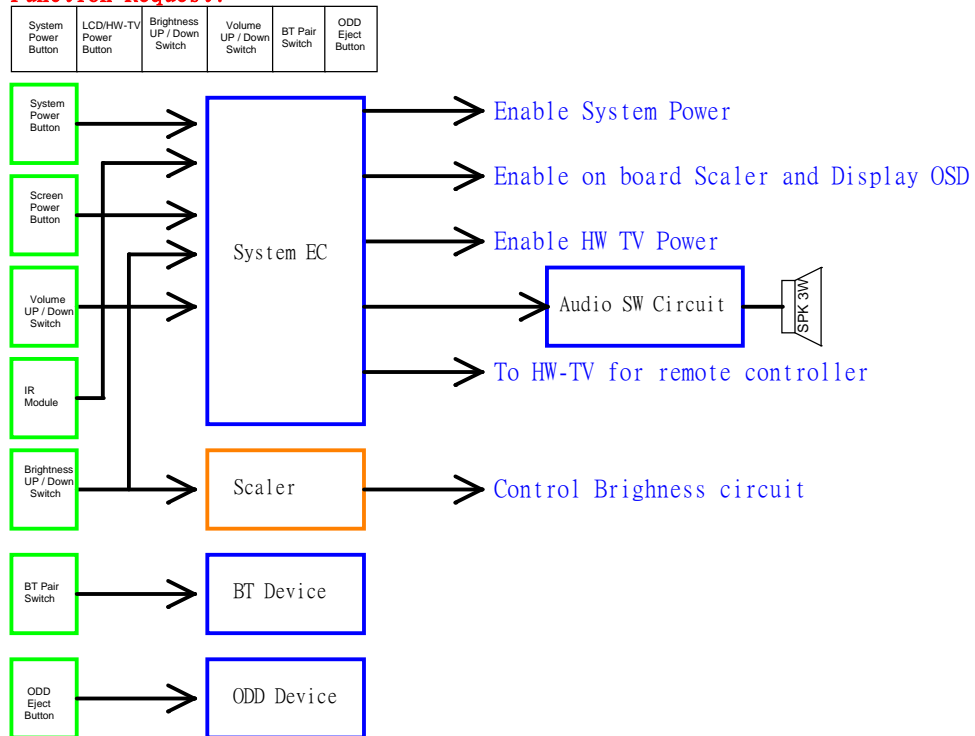 Function Request:
System
Power
Button
LCD/HW-TV
Power
Button
Brightness
UP / Down
Switch
Volume
UP / Down
Switch
BT Pair
Switch
ODD
Eject
Button
System
Power
Button
Enable System Power
Enable on board Scaler and Display OSD
Screen
Power
Button
Enable HW TV Power
System EC
Volume
UP / Down
Switch
Audio SW Circuit
SPK 3W
To HW-TV for remote controller
IR
Module
Brightness
UP / Down
Switch
Scaler
Control Brighness circuit
BT Pair
Switch
BT Device
ODD
Eject
Button
ODD Device